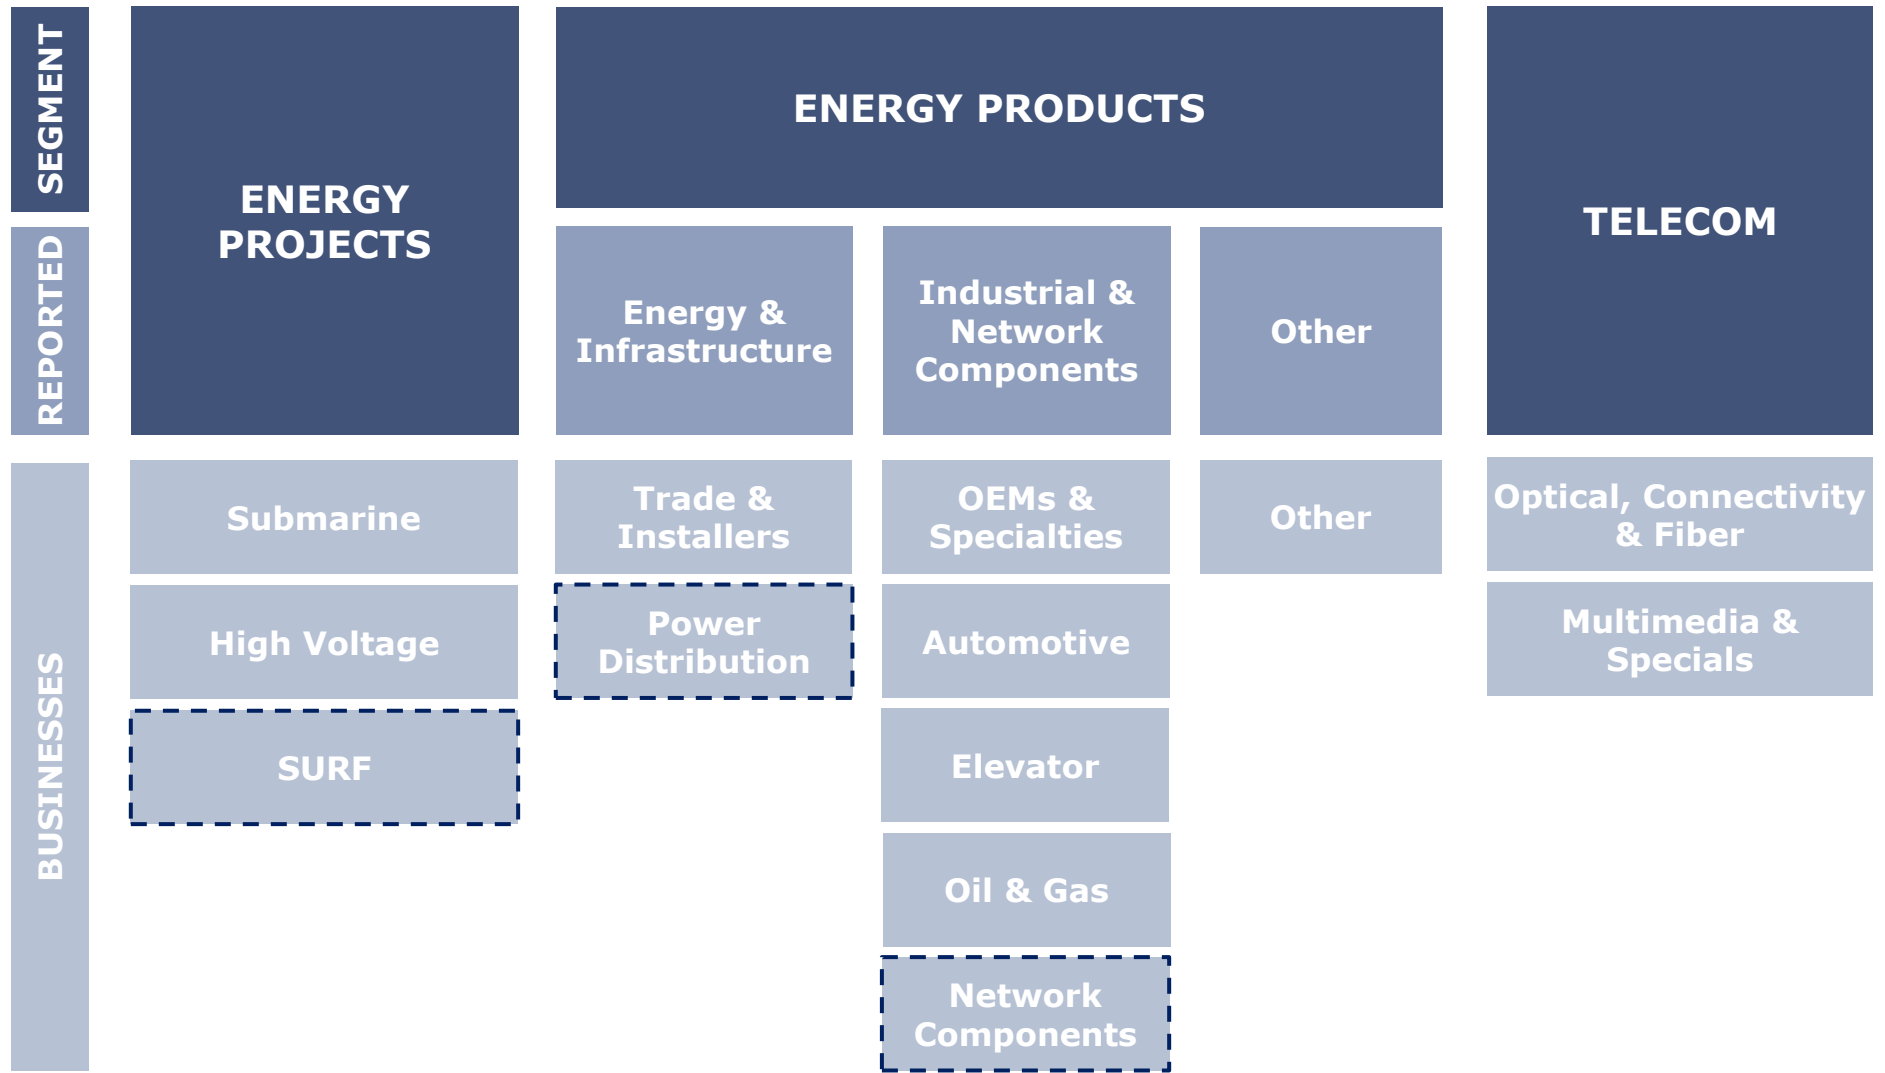 SEGMENT
REPORTED
BUSINESSES
ENERGY
PROJECTS
Submarine
High Voltage
SURF
ENERGY PRODUCTS
Energy &
Infrastructure
Trade &
Installers
Power
Distribution
Industrial &
Network
Components
OEMs &
Specialties
Automotive
Elevator
Oil & Gas
Network
Components
Other
Other
TELECOM
Optical, Connectivity
& Fiber
Multimedia &
Specials